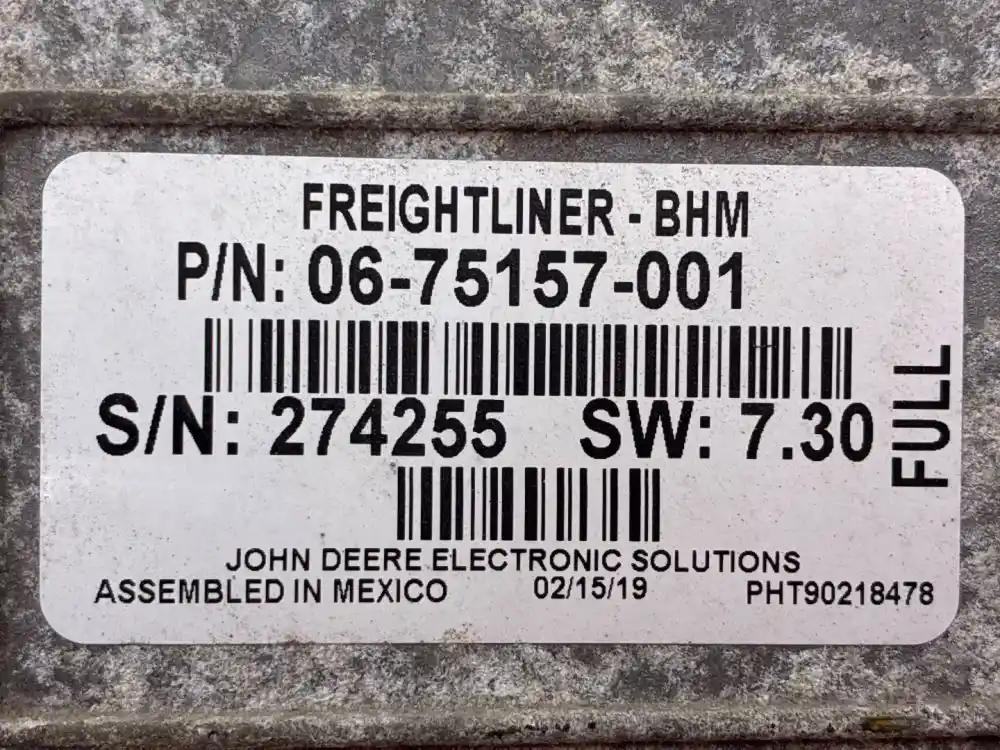 FREIGHTLINER - BHM
P/N: 06-75157-001
S/N: 274255 SW: 7.30
FULL
JOHN DEERE ELECTRONIC SOLUTIONS
ASSEMBLED IN MEXICO 02/15/19 PHT90218478